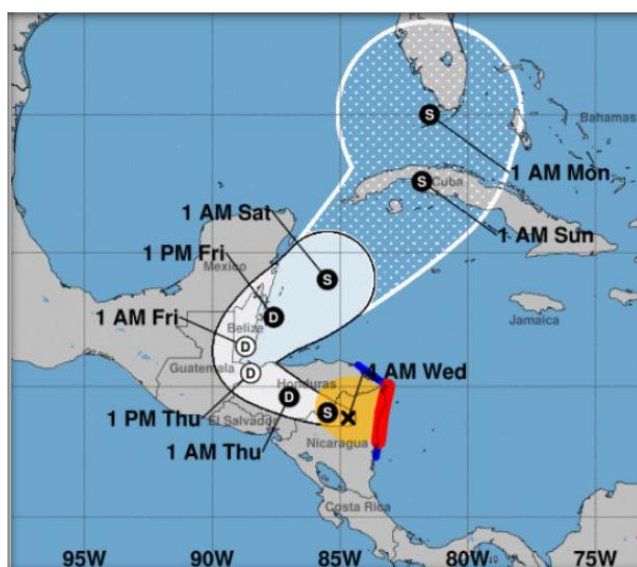 FL
Bahamas
1 AM Mon
Cuba
1 AM Sat
1 AM Sun
1 PM Fri
Mexico
S
S
S
D
1 AM Fri
D
Belize
Jamaica
Guatemala
D
Honduras
4 AM Wed
1 PM Thu
D
S
El Salvador
1 AM Thu
Nicaragua
Costa Rica
95W
90W
85W
80W
75W